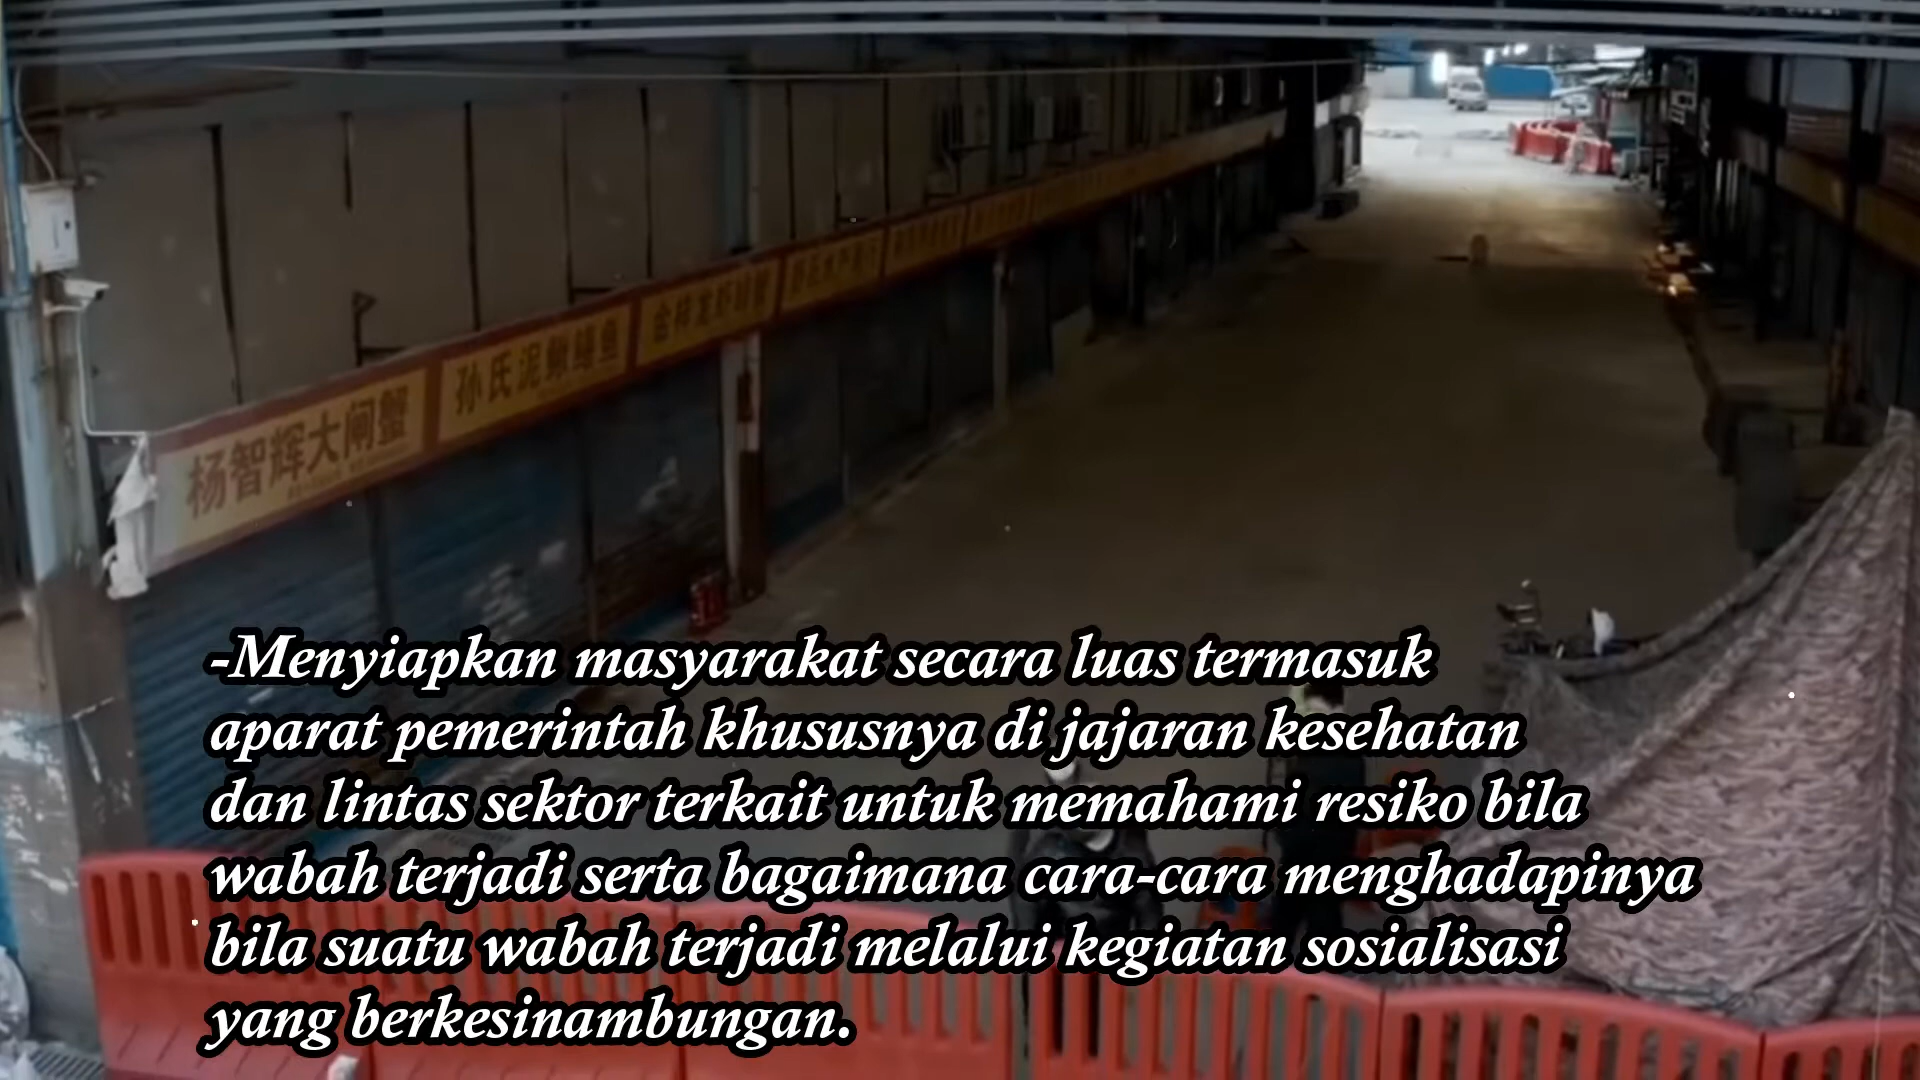 杨智辉大闸蟹
孙氏泥鳅鳝鱼
-Menyiapkan masyarakat secara luas termasuk
aparat pemerintah khususnya di jajaran kesehatan
dan lintas sektor terkait untuk memahami resiko bila
wabah terjadi serta bagaimana cara-cara menghadapinya
bila suatu wabah terjadi melalui kegiatan sosialisasi
yang berkesinambungan.